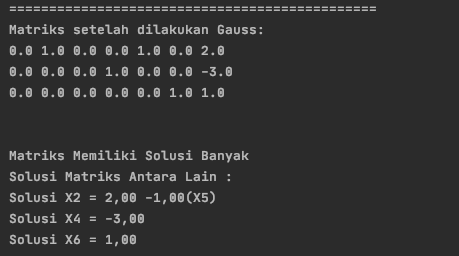 ==============================================
Matriks setelah dilakukan Gauss:
0.0 1.0 0.0 0.0 1.0 0.0 2.0
0.0 0.0 0.0 1.0 0.0 0.0 -3.0
0.0 0.0 0.0 0.0 0.0 1.0 1.0
Matriks Memiliki Solusi Banyak
Solusi Matriks Antara Lain :
Solusi X2 = 2,00 -1,00(X5)
Solusi X4 = -3,00
Solusi X6 = 1,00